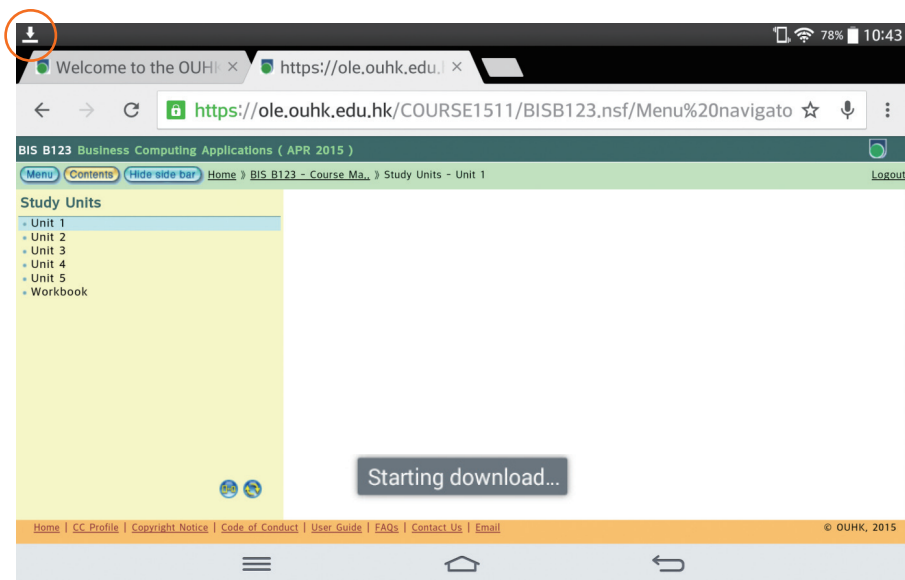 78% 10:43
Welcome to the OUHK https://ole.ouhk.edu.l
https://ole.ouhk.edu.hk/COURSE1511/BISB123.nsf/Menu%20navigato
BIS B123 Business Computing Applications ( APR 2015 )
Menu Contents Hide side bar Home » BIS B123 - Course Ma.. » Study Units - Unit 1 Logout
Study Units
Unit 1
Unit 2
Unit 3
Unit 4
Unit 5
Workbook
Starting download...
Home | CC Profile | Copyright Notice | Code of Conduct | User Guide | FAQs | Contact Us | Email © OUHK, 2015